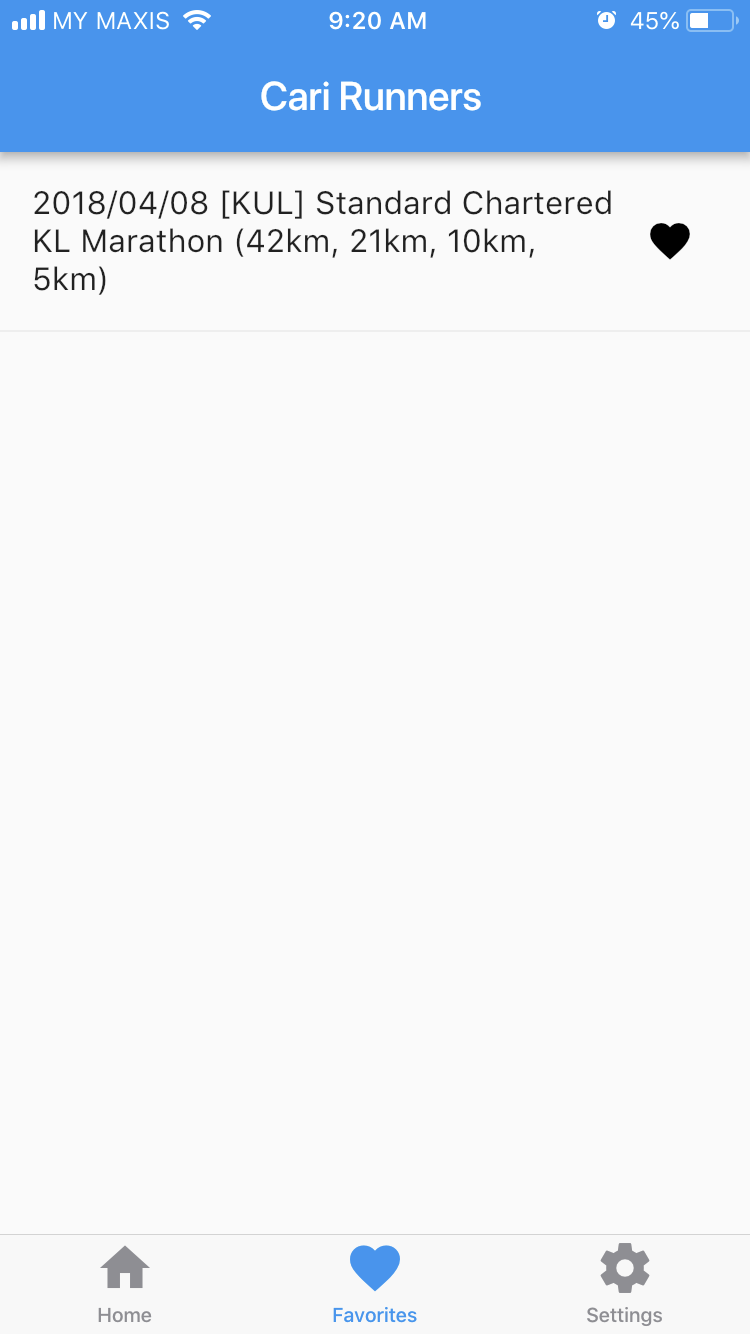 MY MAXIS 9:20 AM 45%
Cari Runners
2018/04/08 [KUL] Standard Chartered
KL Marathon (42km, 21km, 10km,
5km)
Home Favorites Settings